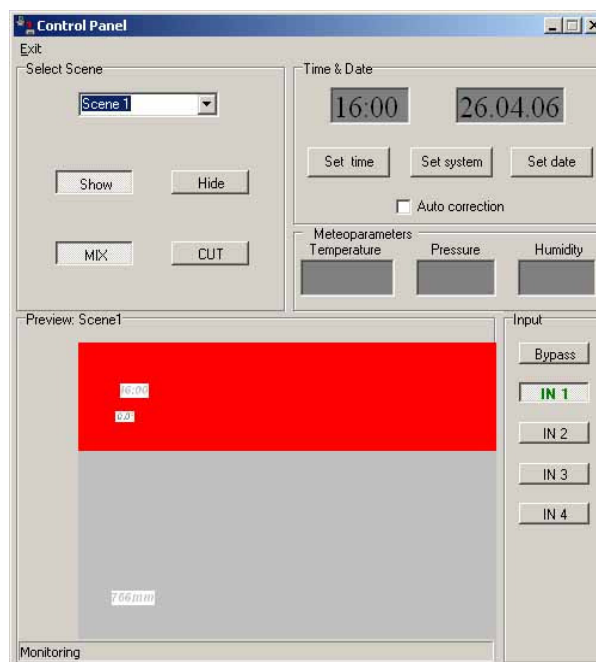 Control Panel
Exit
Select Scene
Scene 1
Show
Hide
MIX
CUT
Time & Date
16:00
26.04.06
Set time
Set system
Set date
Auto correction
Meteoparameters
Temperature
Pressure
Humidity
Preview: Scene1
16:00
0.0°
766mm
Input
Bypass
IN 1
IN 2
IN 3
IN 4
Monitoring